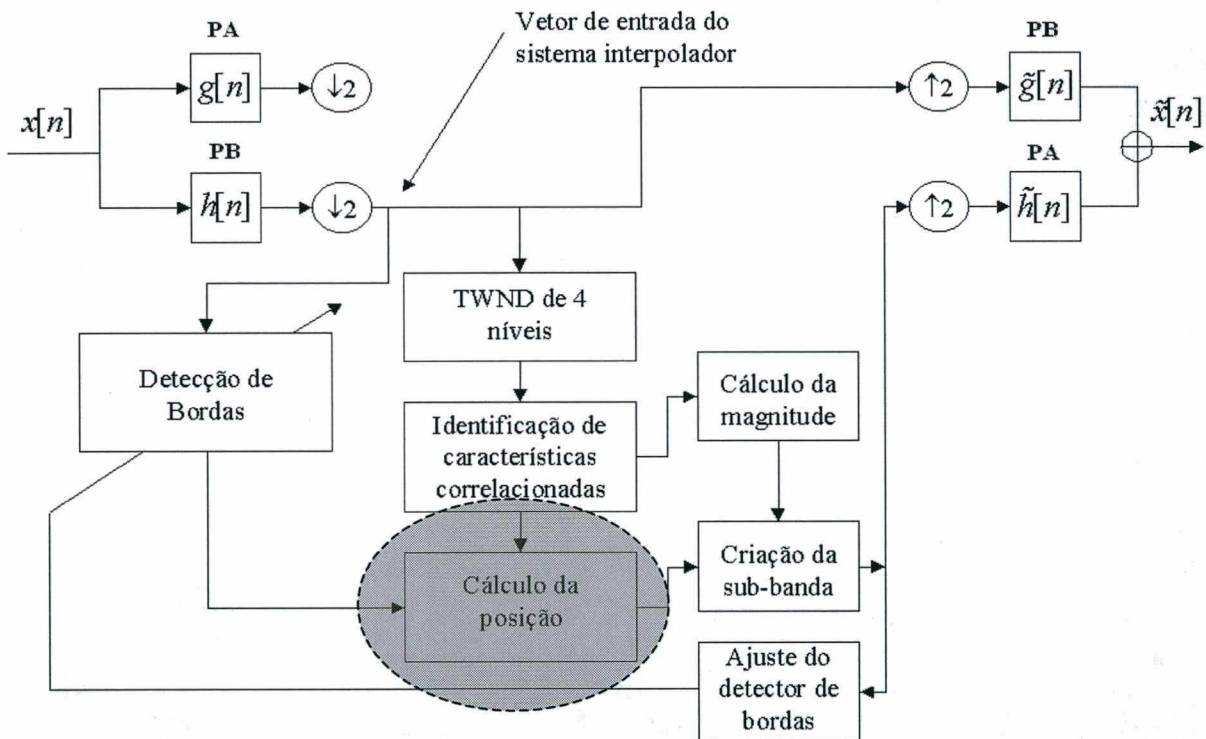 PA
g[n]
↓2
Vetor de entrada do
sistema interpolador
PB
↑2
g̃[n]
x[n]
x̃[n]
PB
h[n]
↓2
PA
↑2
h̃[n]
TWND de 4
níveis
Detecção de
Bordas
Cálculo da
magnitude
Identificação de
características
correlacionadas
Cálculo da
posição
Criação da
sub-banda
Ajuste do
detector de
bordas